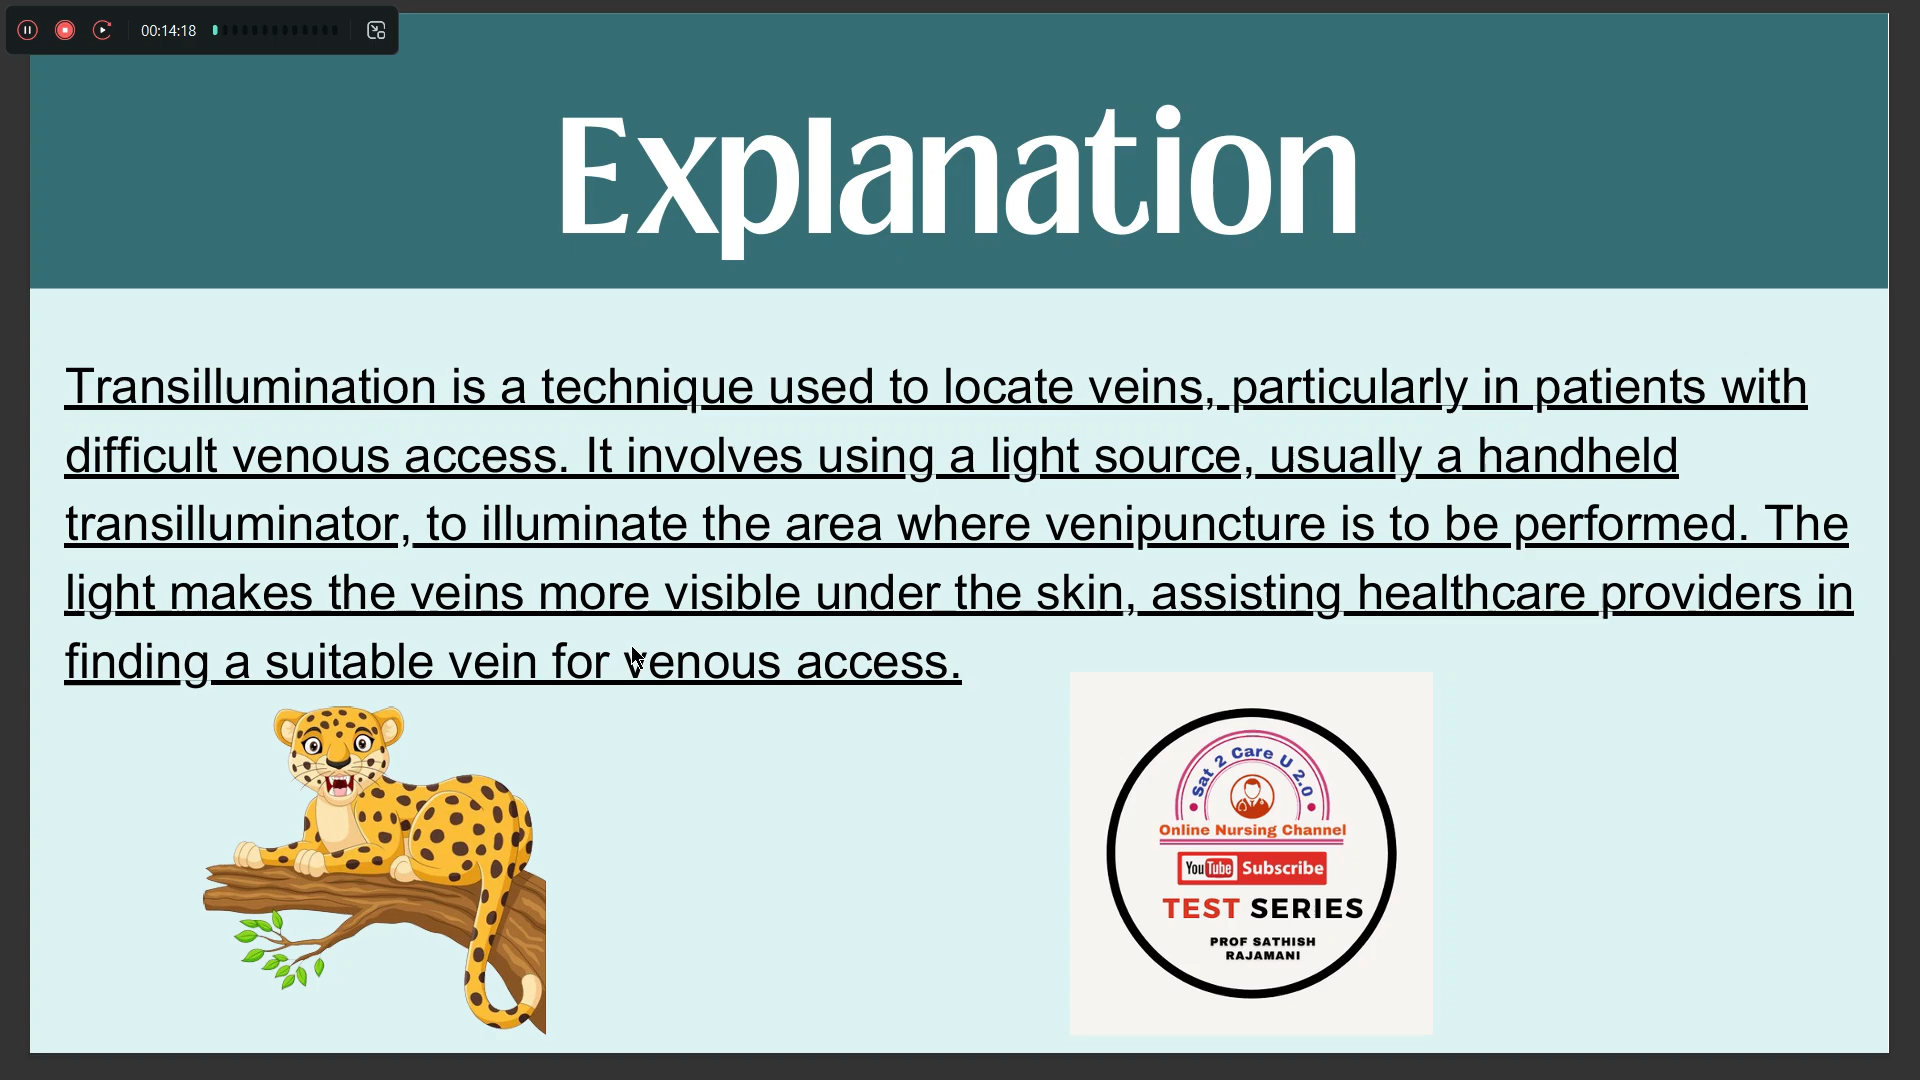 00:14:18
Explanation
Transillumination is a technique used to locate veins, particularly in patients with
difficult venous access. It involves using a light source, usually a handheld
transilluminator, to illuminate the area where venipuncture is to be performed. The
light makes the veins more visible under the skin, assisting healthcare providers in
finding a suitable vein for venous access.
Sat 2 Care U 2.0
Online Nursing Channel
YouTube Subscribe
TEST SERIES
PROF SATHISH
RAJAMANI